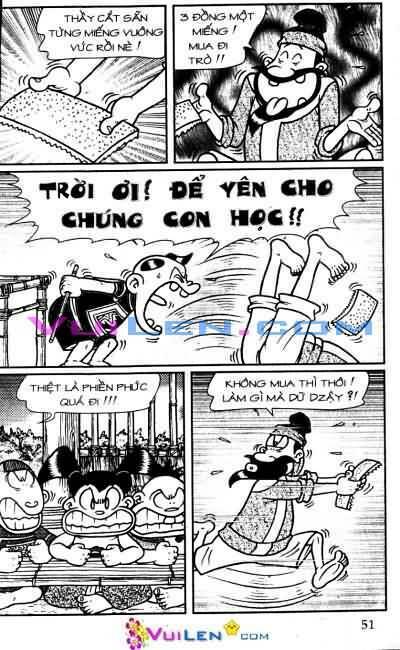 THẦY CẮT SẴN
TỪNG MIẾNG VUÔNG
VỨC RỒI NÈ!
3 ĐỒNG MỘT
MIẾNG!
MUA ĐI
TRÒ!!
TRỜI ƠI! ĐỂ YÊN CHO
CHÚNG CON HỌC!!
VUILEN.COM
THIỆT LÀ PHIỀN PHỨC
QUÁ ĐI!!!
KHÔNG MUA THÌ THÔI!
LÀM GÌ MÀ DỮ DZẬY?!
51
VUILEN.COM